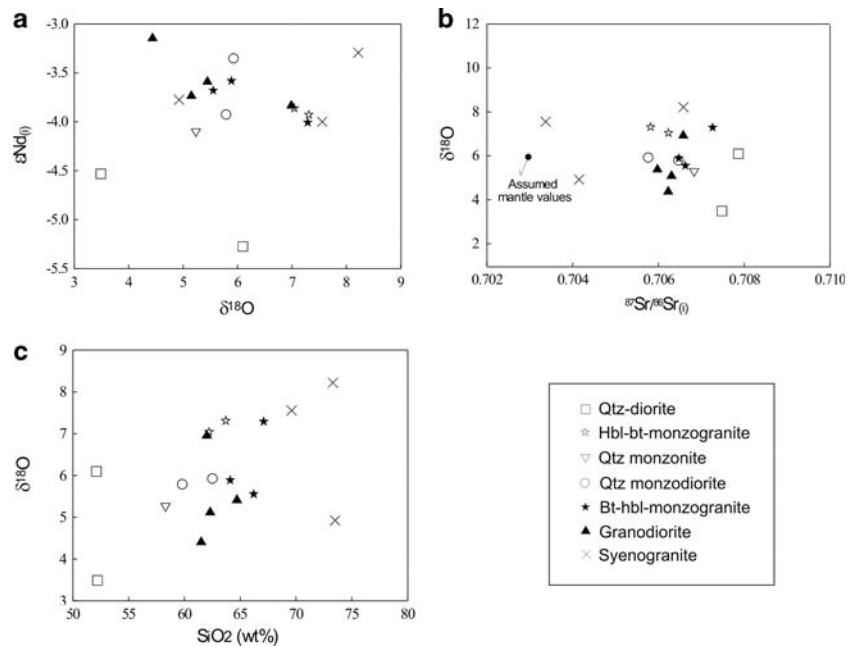 a
-3.0
-3.5
-4.0
-4.5
-5.0
-5.5
εNd(i)
3 4 5 6 7 8 9
δ18O
b
12
10
8
6
4
2
δ18O
Assumed
mantle values
0.702 0.704 0.706 0.708 0.710
87Sr/86Sr(i)
c
9
8
7
6
5
4
3
δ18O
50 55 60 65 70 75 80
SiO2 (wt%)
Qtz-diorite
Hbl-bt-monzogranite
Qtz monzonite
Qtz monzodiorite
Bt-hbl-monzogranite
Granodiorite
Syenogranite